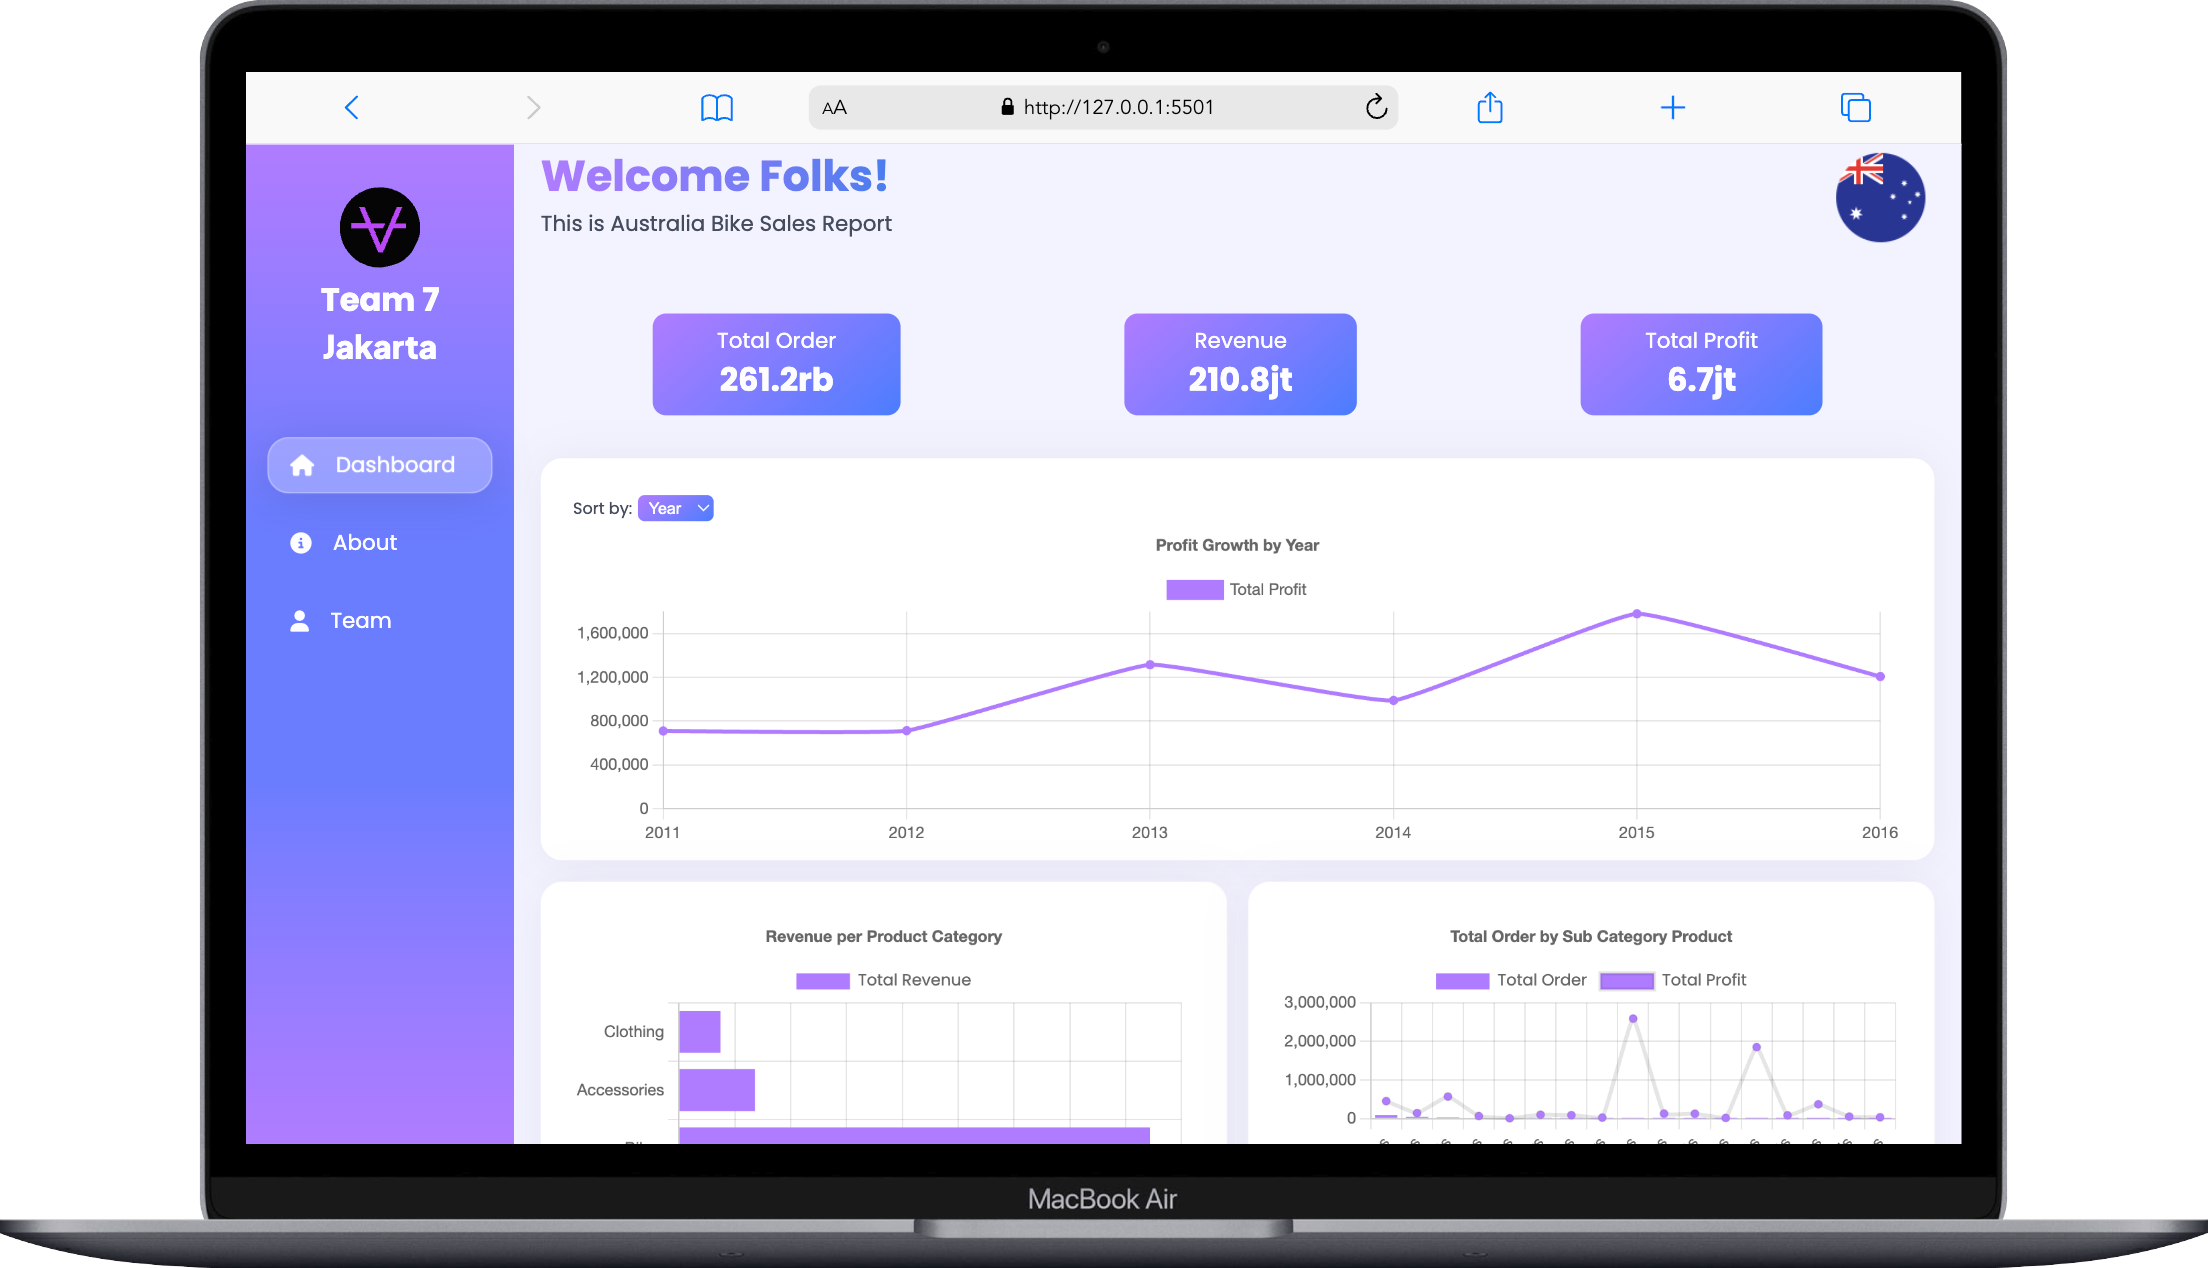 AA
http://127.0.0.1:5501
Team 7
Jakarta
Dashboard
About
Team
Welcome Folks!
This is Australia Bike Sales Report
Total Order
261.2rb
Revenue
210.8jt
Total Profit
6.7jt
Sort by: Year
Profit Growth by Year
Total Profit
1,600,000
1,200,000
800,000
400,000
0
2011 2012 2013 2014 2015 2016
Revenue per Product Category
Total Revenue
Clothing
Accessories
Total Order by Sub Category Product
Total Order Total Profit
3,000,000
2,000,000
1,000,000
0
MacBook Air